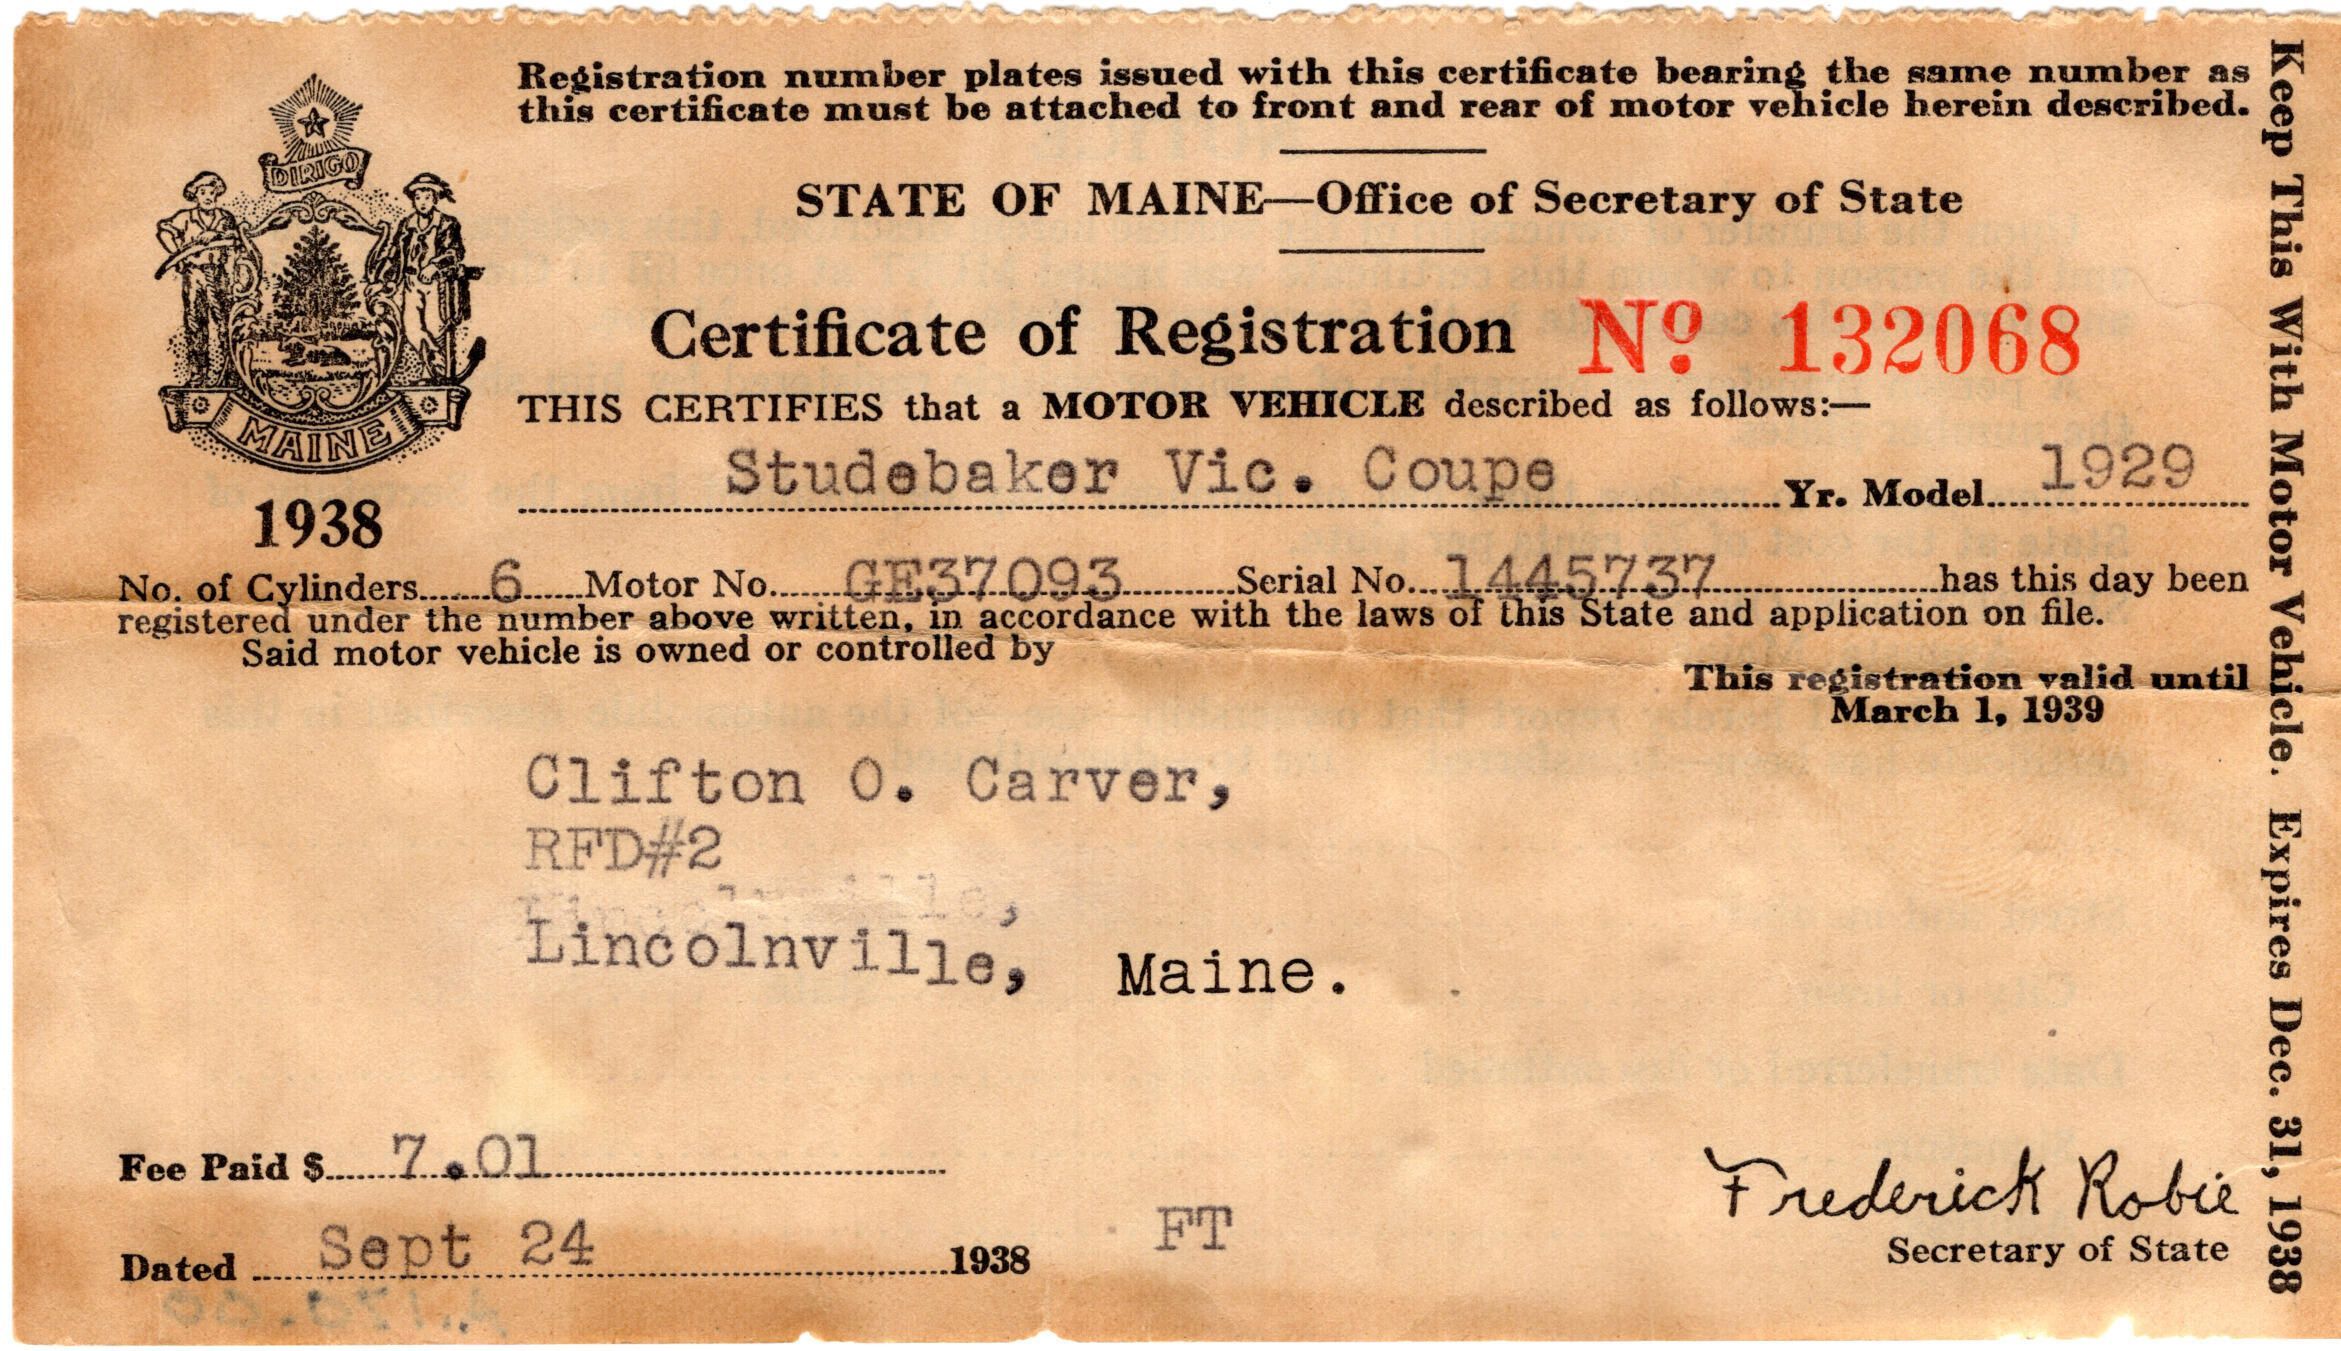 Registration number plates issued with this certificate bearing the same number as
this certificate must be attached to front and rear of motor vehicle herein described.
DIRIGO
STATE OF MAINE—Office of Secretary of State
Certificate of Registration No. 132068
MAINE
1938
THIS CERTIFIES that a MOTOR VEHICLE described as follows:—
Studebaker Vic. Coupe Yr. Model 1929
No. of Cylinders 6 Motor No. GE37093 Serial No. 1445737 has this day been
registered under the number above written, in accordance with the laws of this State and application on file.
Said motor vehicle is owned or controlled by
This registration valid until
March 1, 1939
Clifton O. Carver,
RFD#2
Lincolnville, Maine.
Fee Paid $ 7.01
Dated Sept 24 1938
FT
Frederick Robie
Secretary of State
Keep This With Motor Vehicle. Expires Dec. 31, 1938